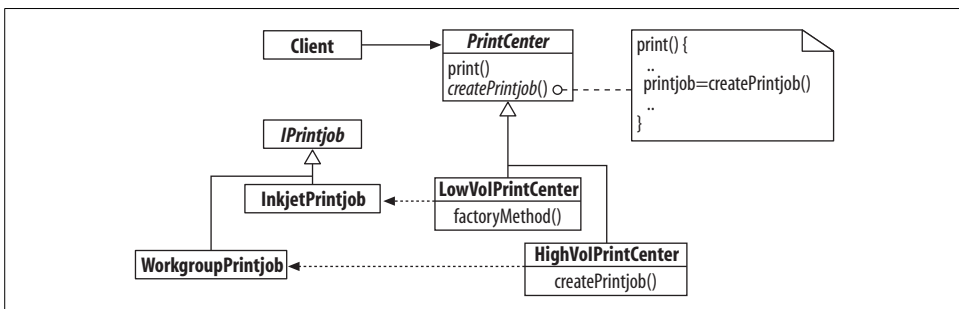 Client
PrintCenter
print()
createPrintjob()
print() {
..
printjob=createPrintjob()
..
}
IPrintjob
InkjetPrintjob
LowVolPrintCenter
factoryMethod()
WorkgroupPrintjob
HighVolPrintCenter
createPrintjob()